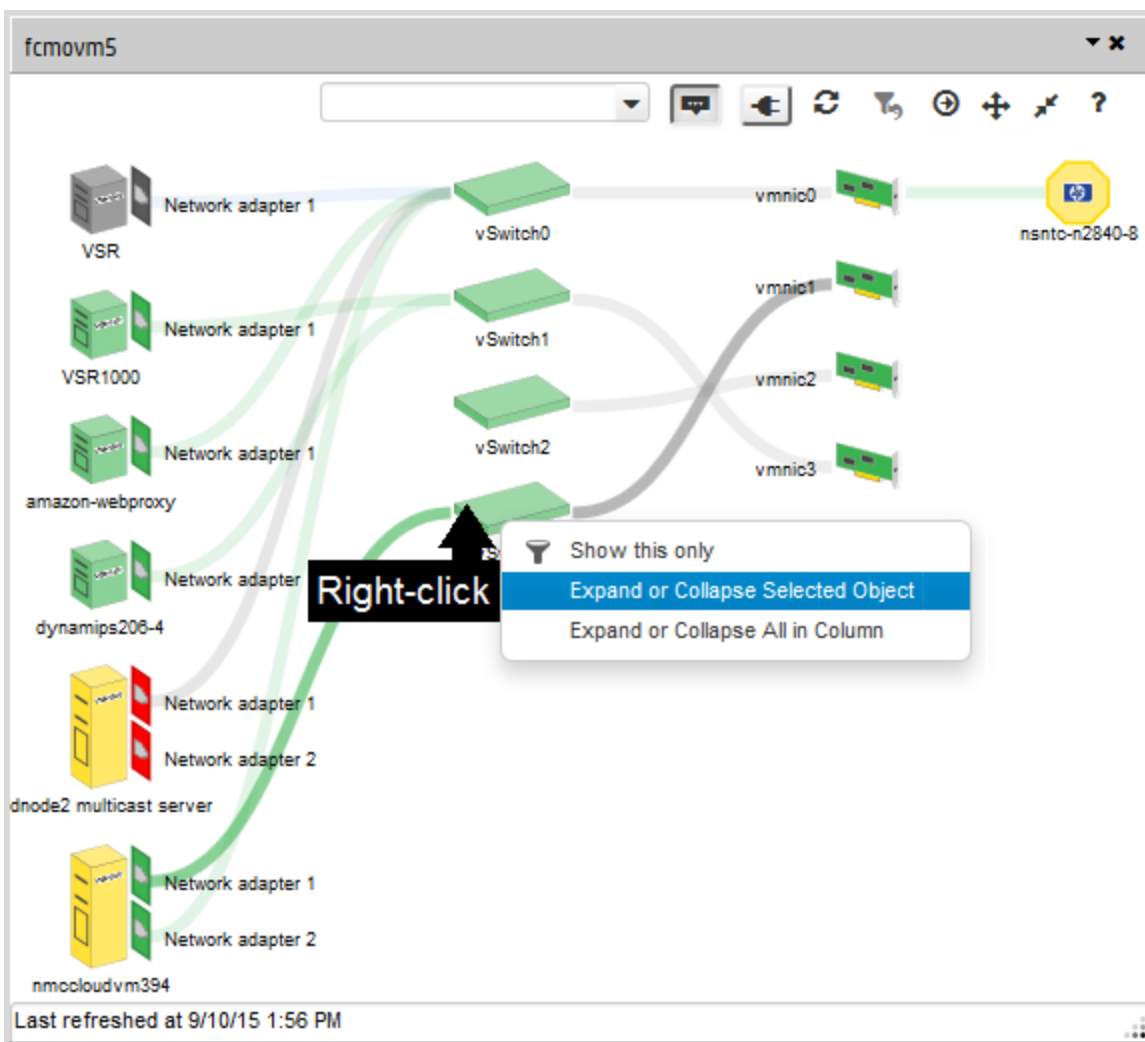 fcmovm5
?
Network adapter 1
vmnic0
VSR
vSwitch0
nsntc-n2840-8
vmnic1
Network adapter 1
vSwitch1
VSR1000
vmnic2
Network adapter 1
vSwitch2
vmnic3
amazon-webproxy
Show this only
Network adapter
Right-click
Expand or Collapse Selected Object
dynamips206-4
Expand or Collapse All in Column
Network adapter 1
Network adapter 2
dnode2 multicast server
Network adapter 1
Network adapter 2
nmccloudvm394
Last refreshed at 9/10/15 1:56 PM